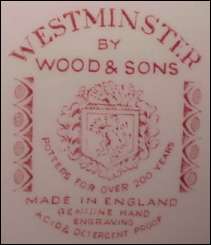 WESTMINSTER
BY
WOOD & SONS
POTTERS FOR OVER 200 YEARS
MADE IN ENGLAND
GENUINE HAND
ENGRAVING
ACID & DETERGENT PROOF